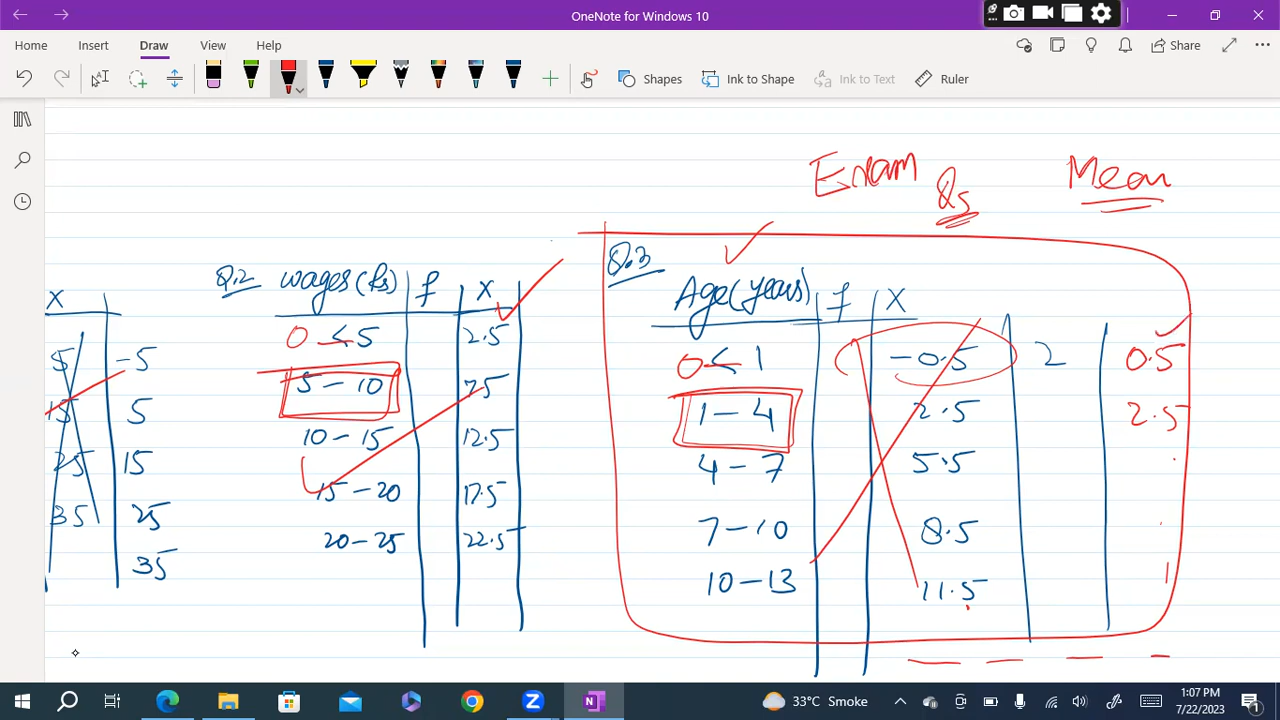 OneNote for Windows 10
Home Insert Draw View Help Share
Shapes Ink to Shape Ink to Text Ruler
Exam Qs Mean
X
5 -5
15 5
25 15
35 25
35
Q.2 wages (Rs) f X
0 < 5 2.5
5 - 10 7.5
10 - 15 12.5
15 - 20 17.5
20 - 25 22.5
Q.3 Age (years) f X
0 < 1 -0.5 2 0.5
1 - 4 2.5 2.5
4 - 7 5.5
7 - 10 8.5
10 - 13 11.5
33°C Smoke
1:07 PM
7/22/2023